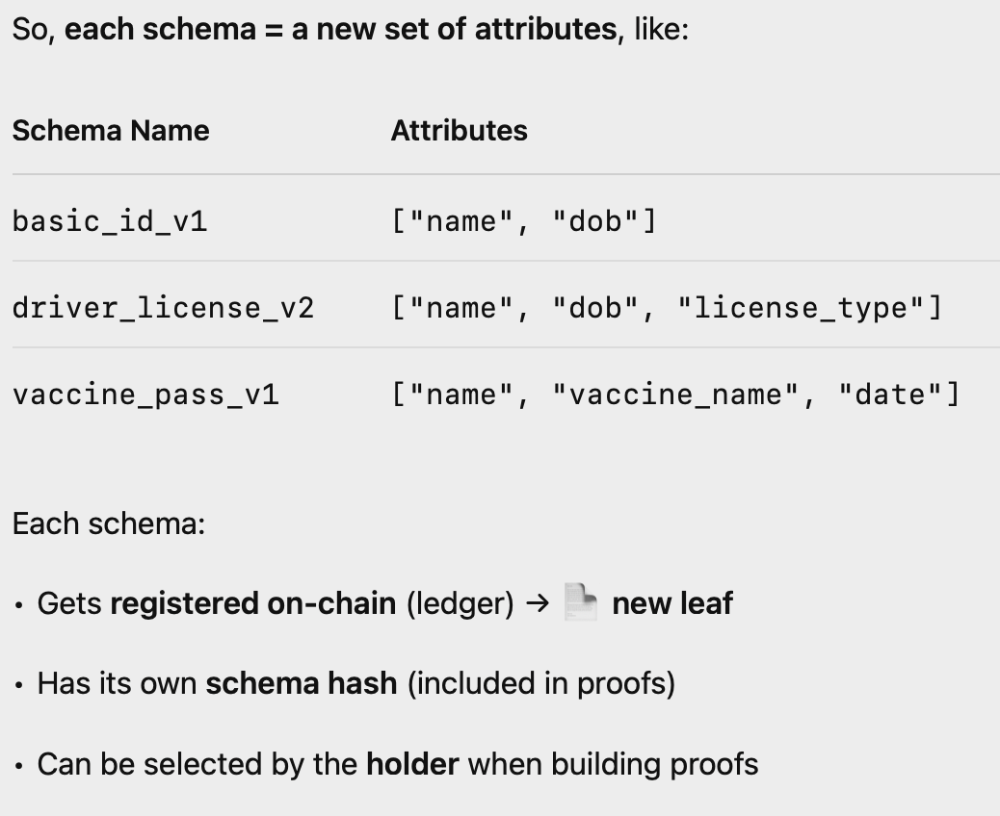 So, each schema = a new set of attributes, like:
Schema Name Attributes
basic_id_v1 ["name", "dob"]
driver_license_v2 ["name", "dob", "license_type"]
vaccine_pass_v1 ["name", "vaccine_name", "date"]
Each schema:
• Gets registered on-chain (ledger) → 📄 new leaf
• Has its own schema hash (included in proofs)
• Can be selected by the holder when building proofs